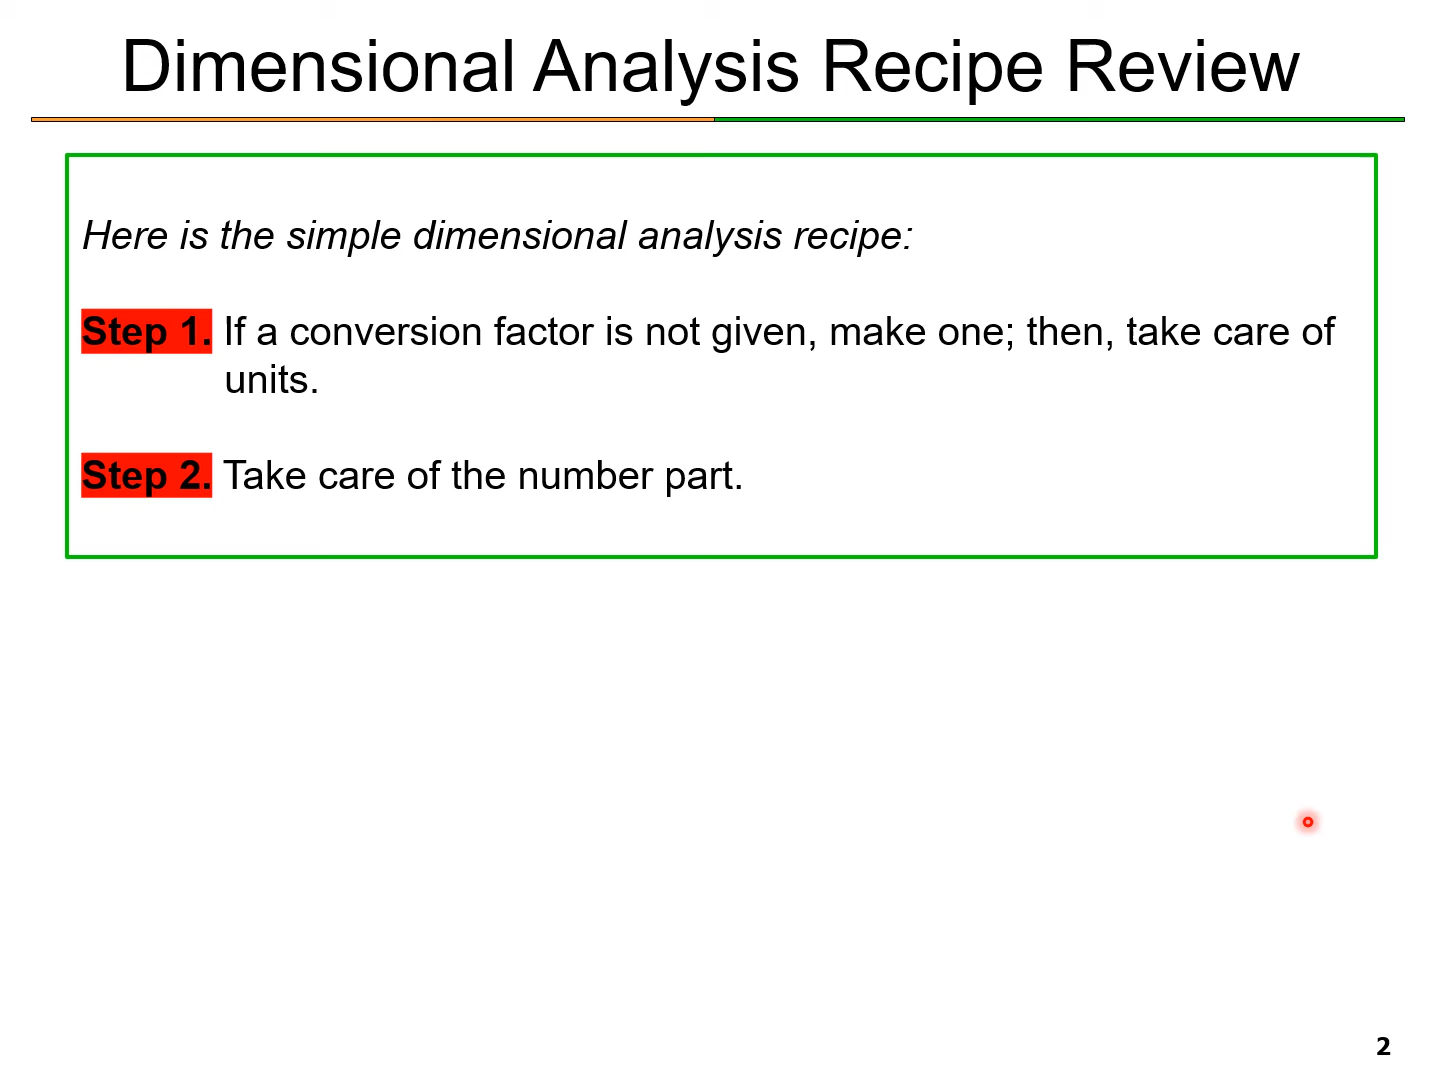 Dimensional Analysis Recipe Review
Here is the simple dimensional analysis recipe:
Step 1. If a conversion factor is not given, make one; then, take care of
units.
Step 2. Take care of the number part.
2